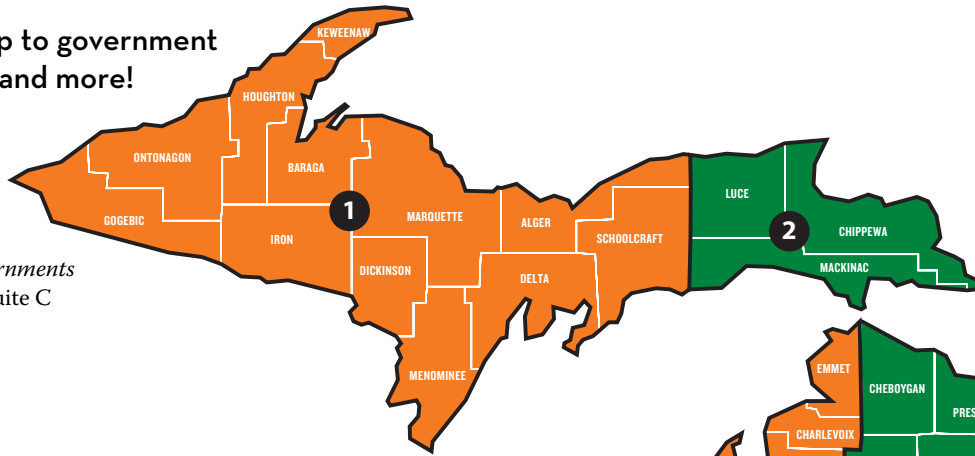 p to government
and more!
ernments
uite C
KEWEENAW
HOUGHTON
ONTONAGON
BARAGA
GOGEBIC
1
MARQUETTE
ALGER
IRON
SCHOOLCRAFT
DICKINSON
DELTA
MENOMINEE
LUCE
2
CHIPPEWA
MACKINAC
EMMET
CHEBOYGAN
PRES
CHARLEVOIX